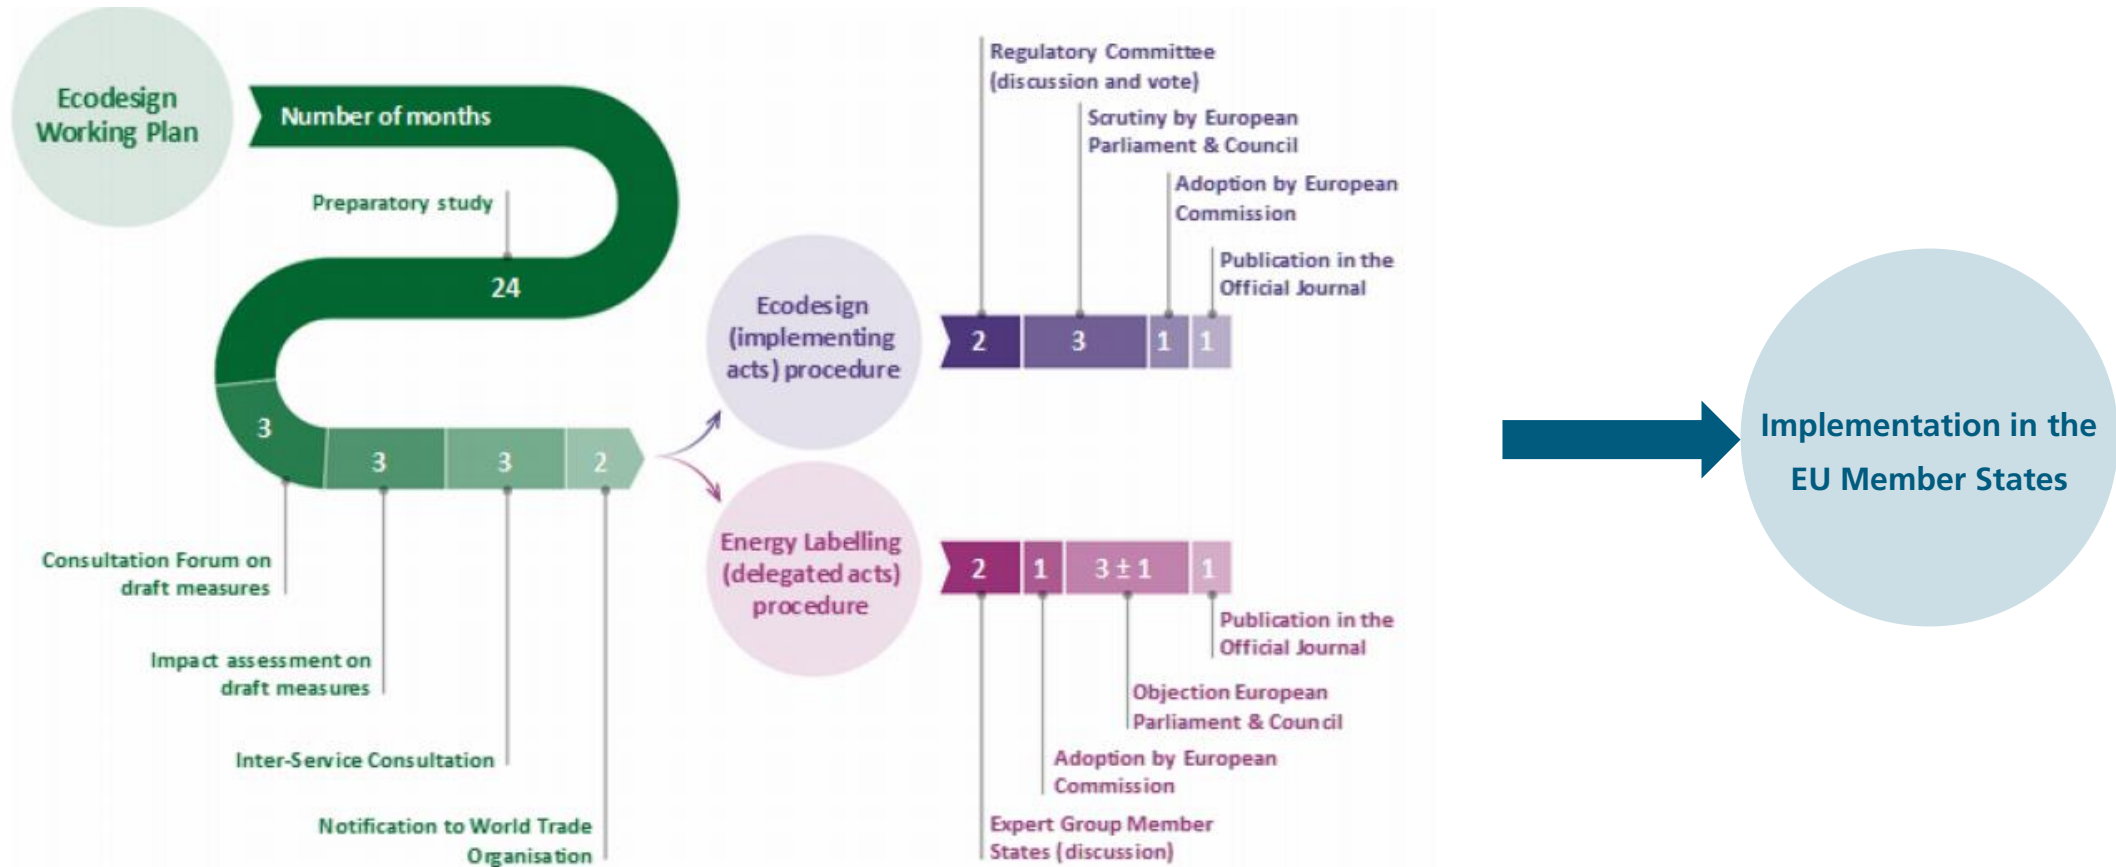 Ecodesign
Working Plan
Number of months
Preparatory study
24
3
3
3
2
Consultation Forum on
draft measures
Impact assessment on
draft measures
Inter-Service Consultation
Notification to World Trade
Organisation
Ecodesign
(implementing
acts) procedure
Regulatory Committee
(discussion and vote)
Scrutiny by European
Parliament & Council
Adoption by European
Commission
Publication in the
Official Journal
2
3
1
1
Energy Labelling
(delegated acts)
procedure
2
1
3 ± 1
1
Publication in the
Official Journal
Objection European
Parliament & Council
Adoption by European
Commission
Expert Group Member
States (discussion)
Implementation in the
EU Member States